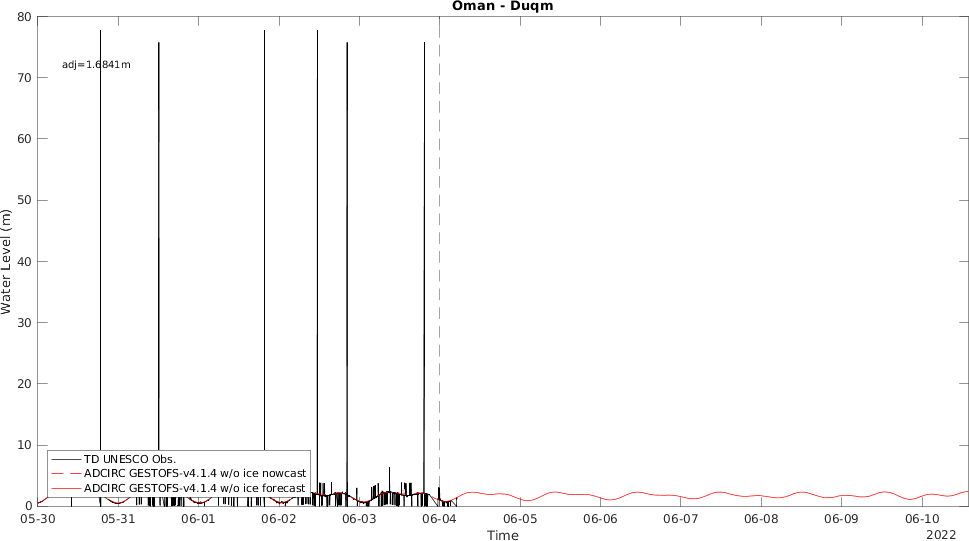 Oman - Duqm
80
70
60
50
40
30
20
10
0
Water Level (m)
adj=1.6841m
TD UNESCO Obs.
ADCIRC GESTOFS-v4.1.4 w/o ice nowcast
ADCIRC GESTOFS-v4.1.4 w/o ice forecast
05-30 05-31 06-01 06-02 06-03 06-04 06-05 06-06 06-07 06-08 06-09 06-10
Time
2022